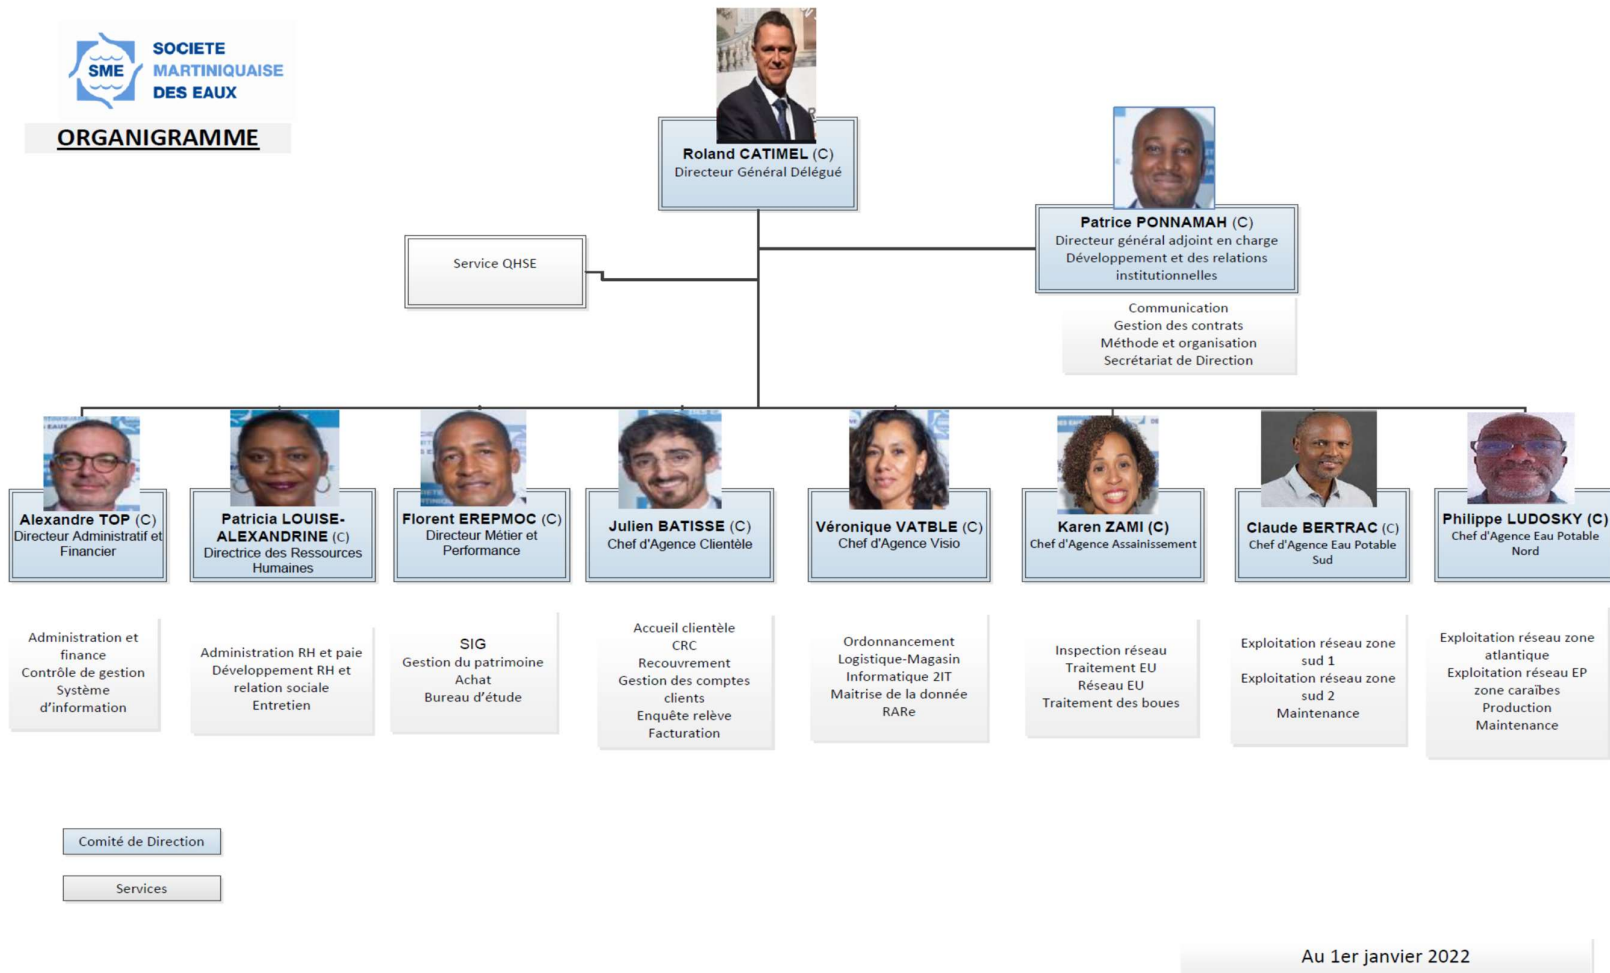 SOCIETE
MARTINIQUAISE
DES EAUX
SME
ORGANIGRAMME
Roland CATIMEL (C)
Directeur Général Délégué
Patrice PONNAMAH (C)
Directeur général adjoint en charge
Développement et des relations
institutionnelles
Service QHSE
Communication
Gestion des contrats
Méthode et organisation
Secrétariat de Direction
Alexandre TOP (C)
Directeur Administratif et
Financier
Patricia LOUISE-
ALEXANDRINE (C)
Directrice des Ressources
Humaines
Florent EREPMOC (C)
Directeur Métier et
Performance
Julien BATISSE (C)
Chef d'Agence Clientèle
Véronique VATBLE (C)
Chef d'Agence Visio
Karen ZAMI (C)
Chef d'Agence Assainissement
Claude BERTRAC (C)
Chef d'Agence Eau Potable
Sud
Philippe LUDOSKY (C)
Chef d'Agence Eau Potable
Nord
Administration et
finance
Contrôle de gestion
Système
d'information
Administration RH et paie
Développement RH et
relation sociale
Entretien
SIG
Gestion du patrimoine
Achat
Bureau d'étude
Accueil clientèle
CRC
Recouvrement
Gestion des comptes
clients
Enquête relève
Facturation
Ordonnancement
Logistique-Magasin
Informatique 2IT
Maitrise de la donnée
RARe
Inspection réseau
Traitement EU
Réseau EU
Traitement des boues
Exploitation réseau zone
sud 1
Exploitation réseau zone
sud 2
Maintenance
Exploitation réseau zone
atlantique
Exploitation réseau EP
zone caraïbes
Production
Maintenance
Comité de Direction
Services
Au 1er janvier 2022